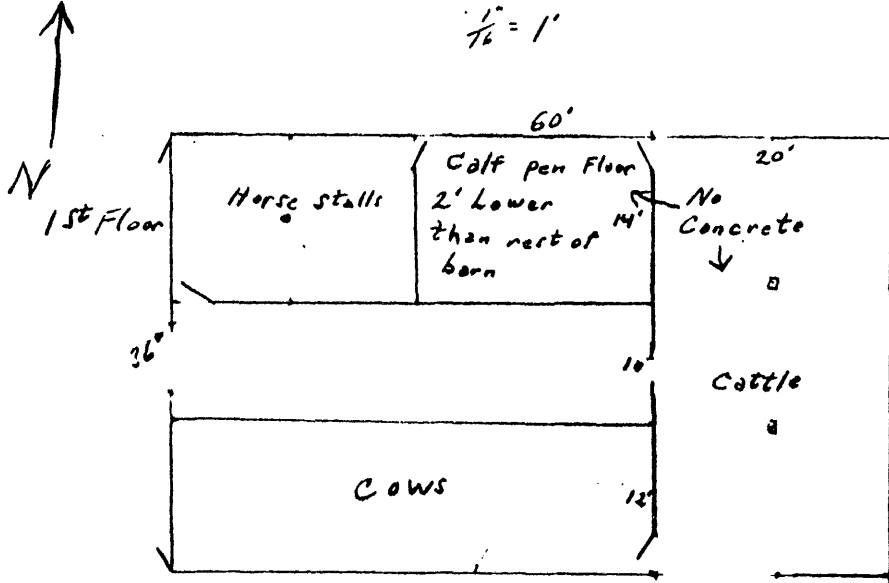 1"/16 = 1'
60'
20'
N
1st Floor
Horse stalls
Calf pen Floor
2' Lower
than rest of
barn
14'
No
Concrete
36'
10'
Cattle
Cows
12'